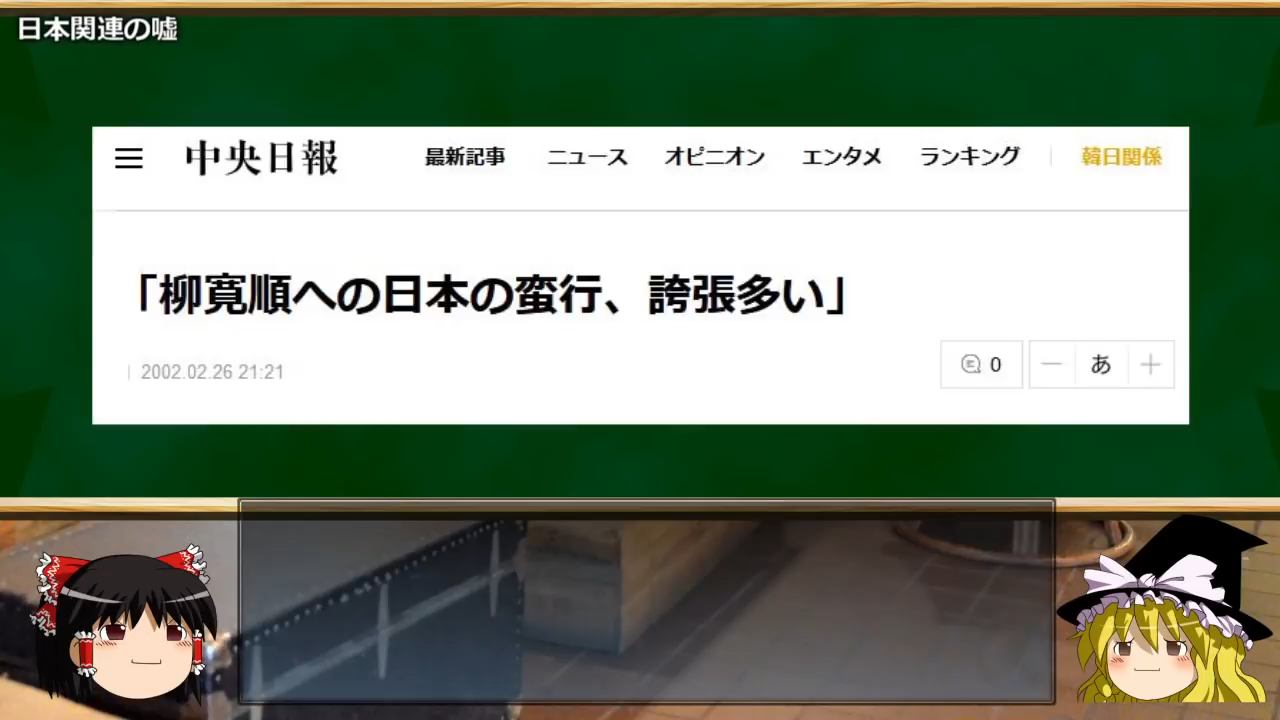 日本関連の嘘
中央日報
最新記事 ニュース オピニオン エンタメ ランキング 韓日関係
「柳寛順への日本の蛮行、誇張多い」
2002.02.26 21:21
0 あ